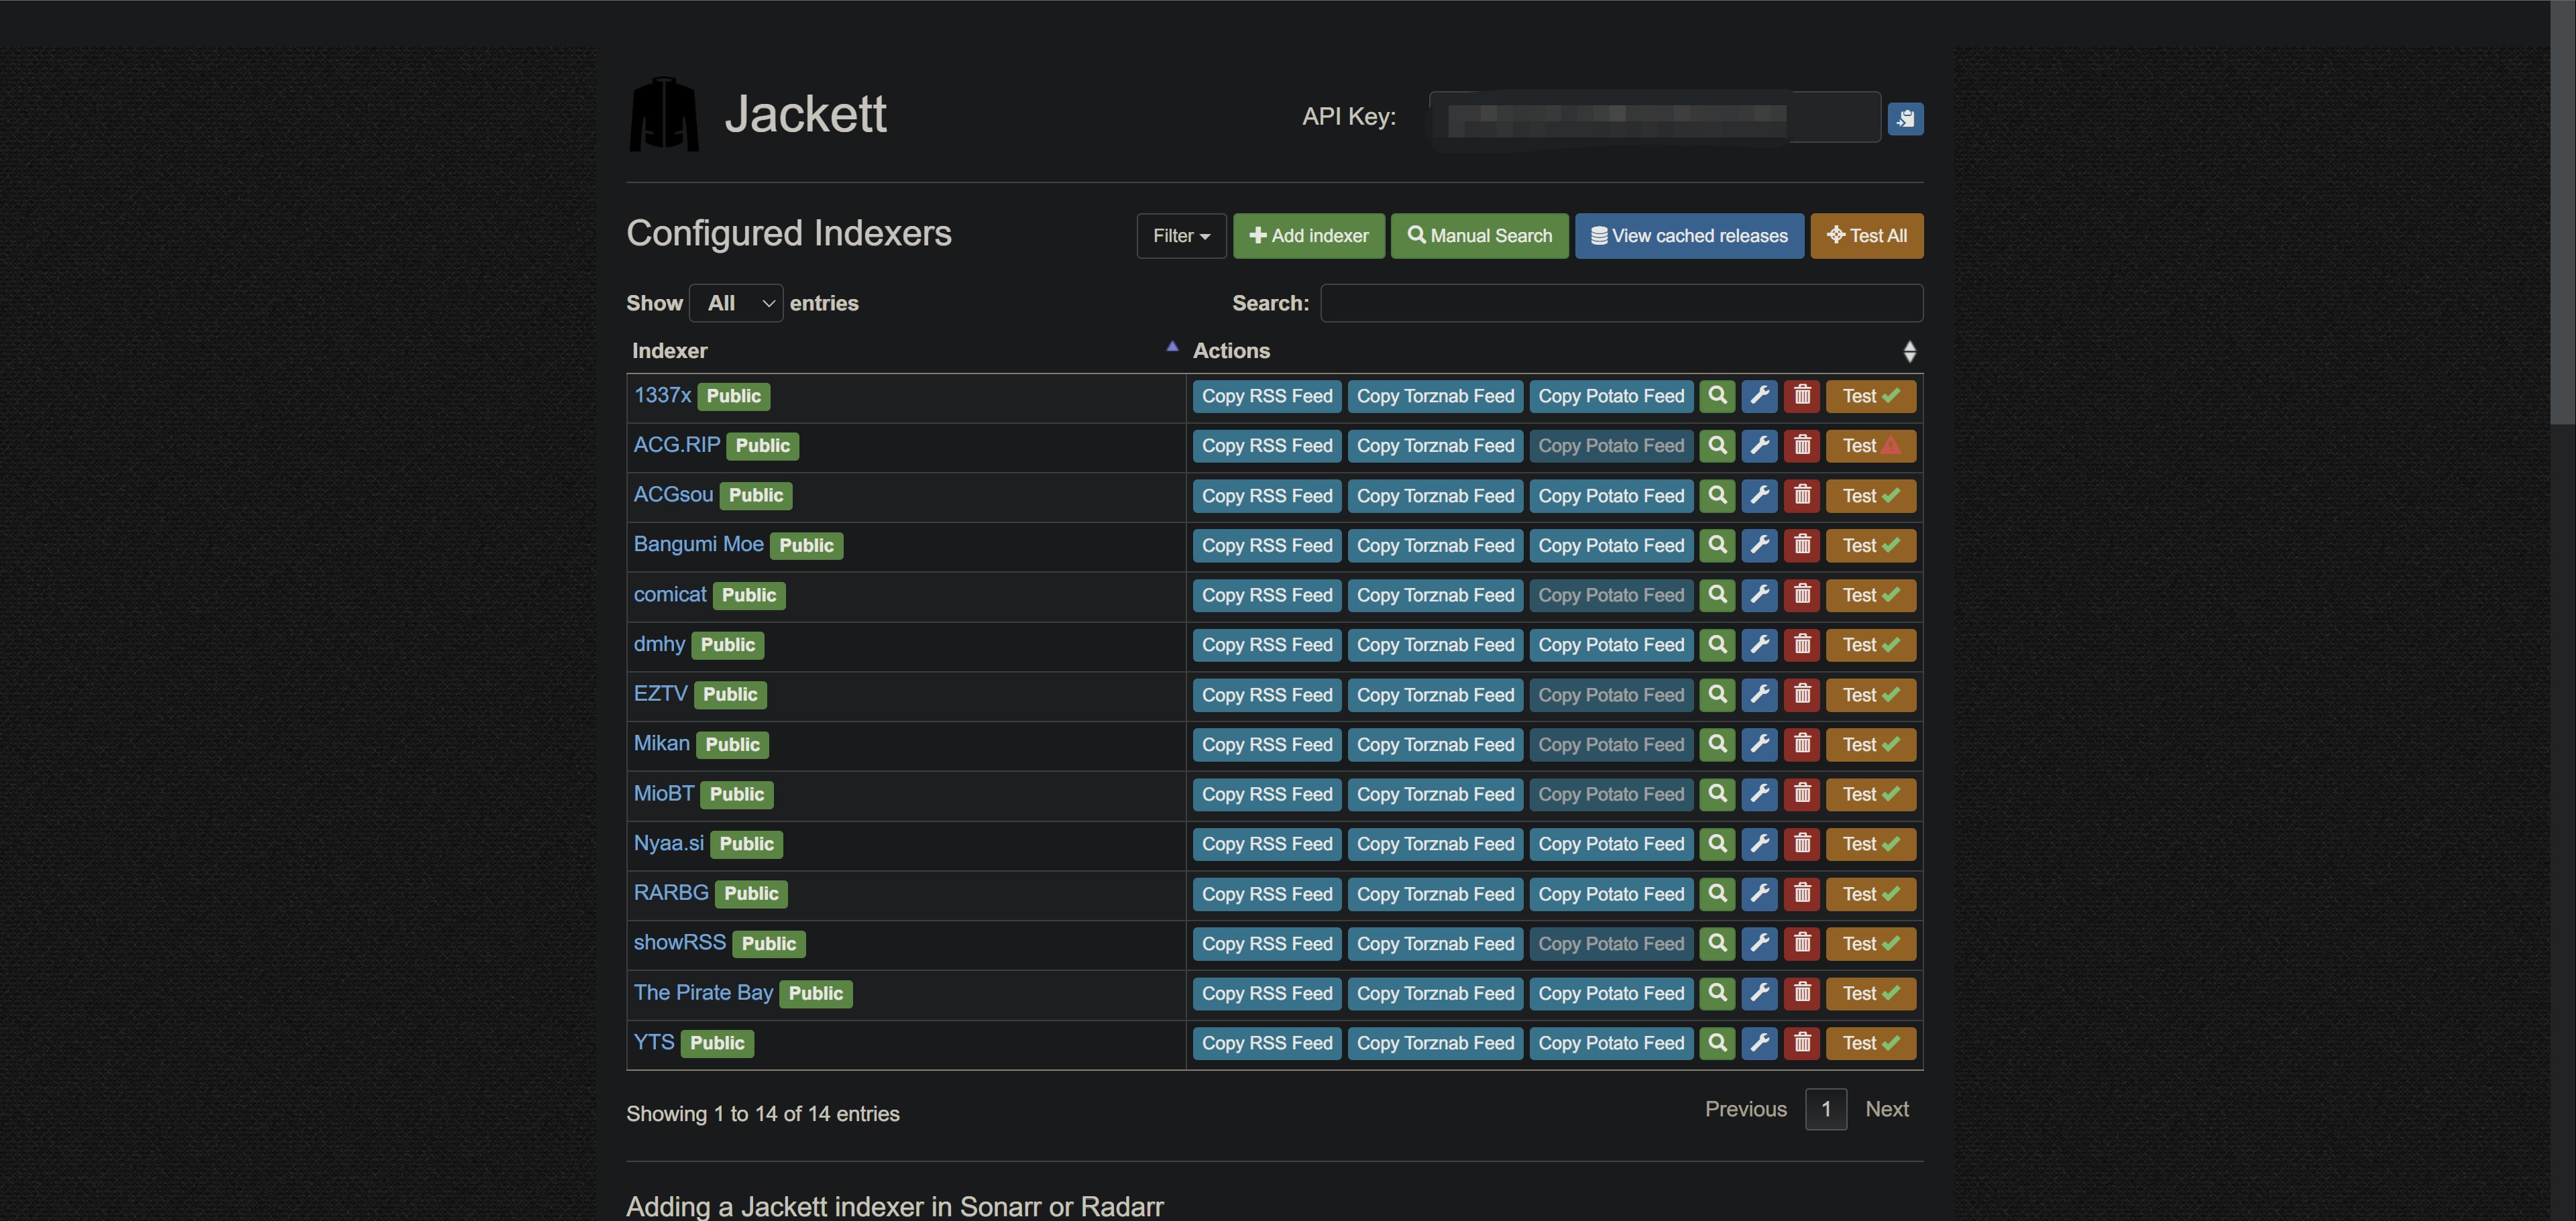 Jackett
API Key:
Configured Indexers
Filter Add indexer Manual Search View cached releases Test All
Show All entries Search:
Indexer Actions
1337x Public Copy RSS Feed Copy Torznab Feed Copy Potato Feed Test
ACG.RIP Public Copy RSS Feed Copy Torznab Feed Copy Potato Feed Test
ACGsou Public Copy RSS Feed Copy Torznab Feed Copy Potato Feed Test
Bangumi Moe Public Copy RSS Feed Copy Torznab Feed Copy Potato Feed Test
comicat Public Copy RSS Feed Copy Torznab Feed Copy Potato Feed Test
dmhy Public Copy RSS Feed Copy Torznab Feed Copy Potato Feed Test
EZTV Public Copy RSS Feed Copy Torznab Feed Copy Potato Feed Test
Mikan Public Copy RSS Feed Copy Torznab Feed Copy Potato Feed Test
MioBT Public Copy RSS Feed Copy Torznab Feed Copy Potato Feed Test
Nyaa.si Public Copy RSS Feed Copy Torznab Feed Copy Potato Feed Test
RARBG Public Copy RSS Feed Copy Torznab Feed Copy Potato Feed Test
showRSS Public Copy RSS Feed Copy Torznab Feed Copy Potato Feed Test
The Pirate Bay Public Copy RSS Feed Copy Torznab Feed Copy Potato Feed Test
YTS Public Copy RSS Feed Copy Torznab Feed Copy Potato Feed Test
Showing 1 to 14 of 14 entries Previous 1 Next
Adding a Jackett indexer in Sonarr or Radarr